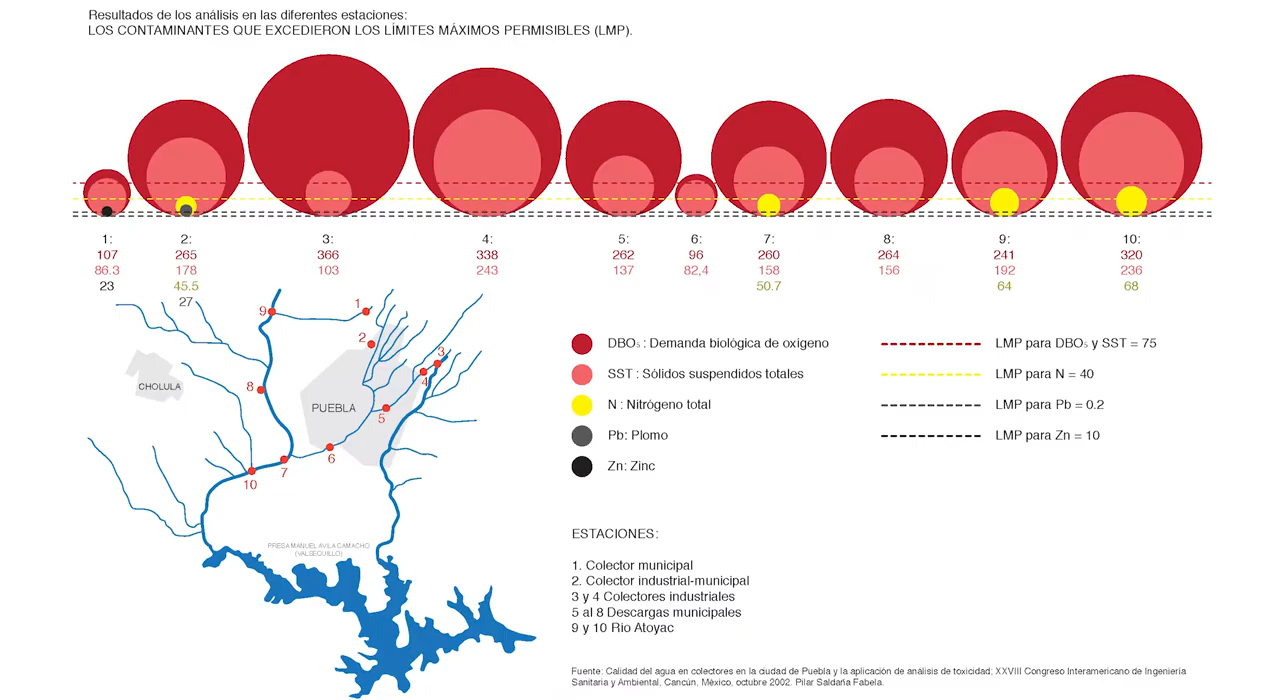 Resultados de los análisis en las diferentes estaciones:
LOS CONTAMINANTES QUE EXCEDIERON LOS LÍMITES MÁXIMOS PERMISIBLES (LMP).
1: 2: 3: 4: 5: 6: 7: 8: 9: 10:
107 265 366 338 262 96 260 264 241 320
86.3 178 103 243 137 82,4 158 156 192 236
23 45.5 50.7 64 68
27
9
1
2
3
4
8
5
6
7
10
CHOLULA
PUEBLA
PRESA MANUEL AVILA CAMACHO
(VALSEQUILLO)
DBO5 : Demanda biológica de oxigeno
SST : Sólidos suspendidos totales
N : Nitrógeno total
Pb: Plomo
Zn: Zinc
LMP para DBO5 y SST = 75
LMP para N = 40
LMP para Pb = 0.2
LMP para Zn = 10
ESTACIONES:
1. Colector municipal
2. Colector industrial-municipal
3 y 4 Colectores industriales
5 al 8 Descargas municipales
9 y 10 Rio Atoyac
Fuente: Calidad del agua en colectores en la ciudad de Puebla y la aplicación de análisis de toxicidad; XXVIII Congreso Interamericano de Ingeniería
Sanitaria y Ambiental, Cancún, México, octubre 2002. Pilar Saldaña Fabela.